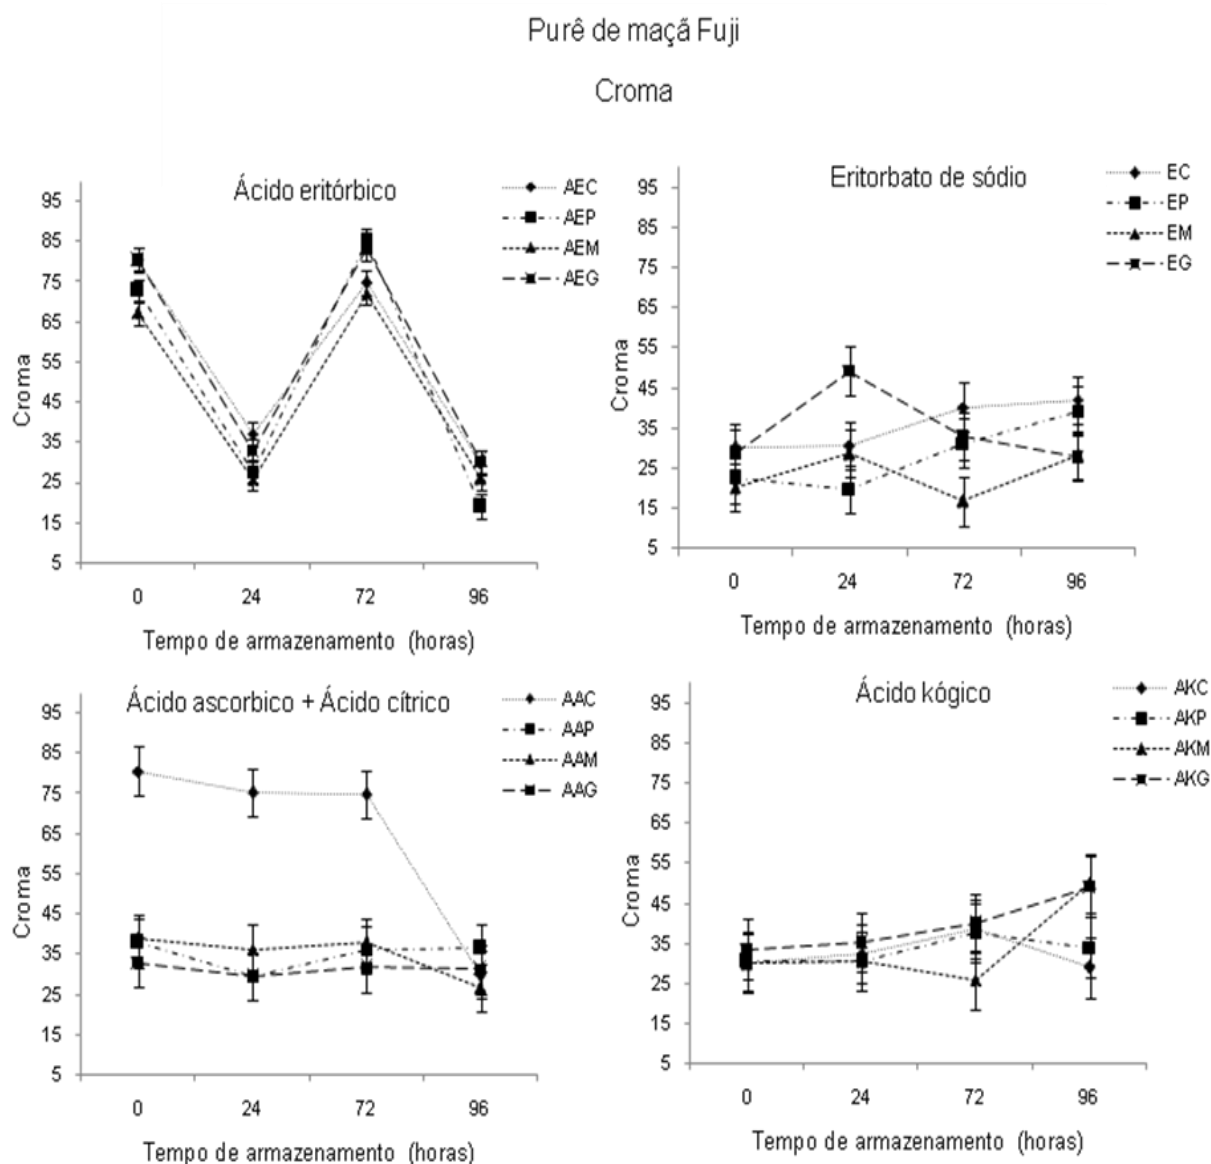 Purê de maçã Fuji
Croma
Ácido eritórbico
AEC
AEP
AEM
AEG
Croma
95
85
75
65
55
45
35
25
15
5
0 24 72 96
Tempo de armazenamento (horas)
Eritorbato de sódio
EC
EP
EM
EG
Croma
95
85
75
65
55
45
35
25
15
5
0 24 72 96
Tempo de armazenamento (horas)
Ácido ascorbico + Ácido cítrico
AAC
AAP
AAM
AAG
Croma
95
85
75
65
55
45
35
25
15
5
0 24 72 96
Tempo de armazenamento (horas)
Ácido kógico
AKC
AKP
AKM
AKG
Croma
95
85
75
65
55
45
35
25
15
5
0 24 72 96
Tempo de armazenamento (horas)